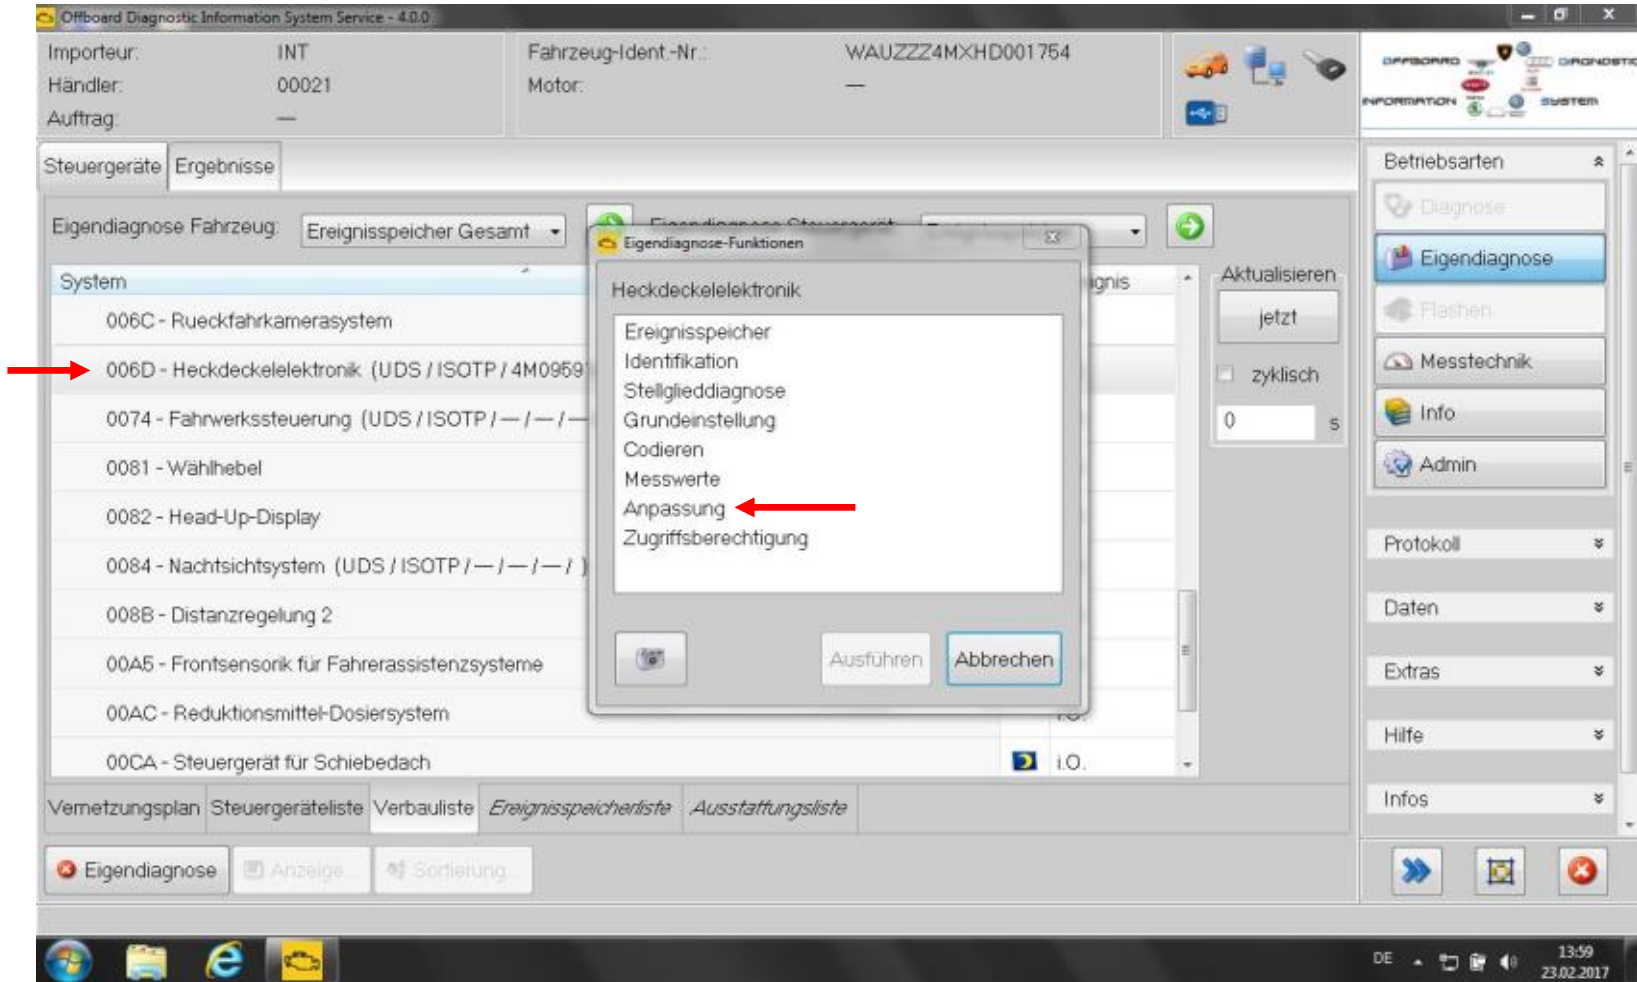 Offboard Diagnostic Information System Service - 4.0.0
Importeur: INT
Händler: 00021
Auftrag: —
Fahrzeug-Ident.-Nr.: WAUZZZ4MXHD001754
Motor: —
OFFBOARD DIAGNOSTIC
INFORMATION SYSTEM
Steuergeräte Ergebnisse
Eigendiagnose Fahrzeug: Ereignisspeicher Gesamt
System
006C - Rueckfahrkamerasystem
006D - Heckdeckelelektronik (UDS / ISOTP / 4M0959
0074 - Fahrwerkssteuerung (UDS / ISOTP / — / — / —
0081 - Wählhebel
0082 - Head-Up-Display
0084 - Nachtsichtsystem (UDS / ISOTP / — / — / — / )
008B - Distanzregelung 2
00A5 - Frontsensorik für Fahrerassistenzsysteme
00AC - Reduktionsmittel-Dosiersystem
00CA - Steuergerät für Schiebedach i.O.
Eigendiagnose-Funktionen
Heckdeckelelektronik
Ereignisspeicher
Identifikation
Stellglieddiagnose
Grundeinstellung
Codieren
Messwerte
Anpassung
Zugriffsberechtigung
Ausführen Abbrechen
ignis
i.O.
Aktualisieren
jetzt
zyklisch
0 s
Vernetzungsplan Steuergeräteliste Verbauliste Ereignisspeicherliste Ausstattungsliste
Eigendiagnose Anzeige... Sortierung...
Betriebsarten
Diagnose
Eigendiagnose
Flashen
Messtechnik
Info
Admin
Protokoll
Daten
Extras
Hilfe
Infos
DE
13:59
23.02.2017